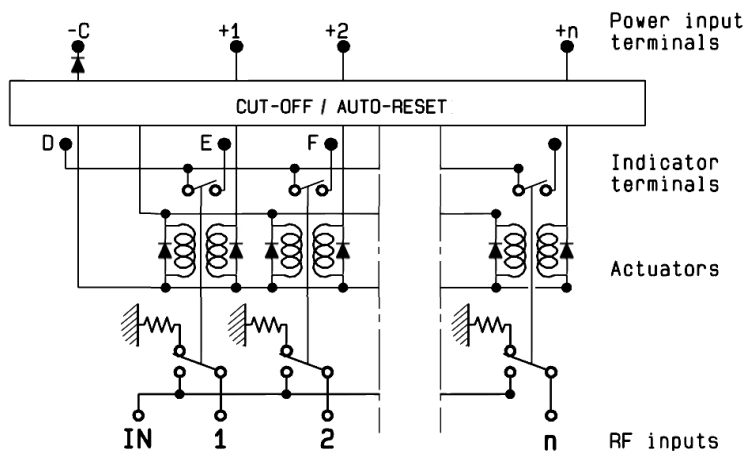 -C +1 +2 +n Power input
terminals
CUT-OFF / AUTO-RESET
D E F
Indicator
terminals
Actuators
IN 1 2 n RF inputs